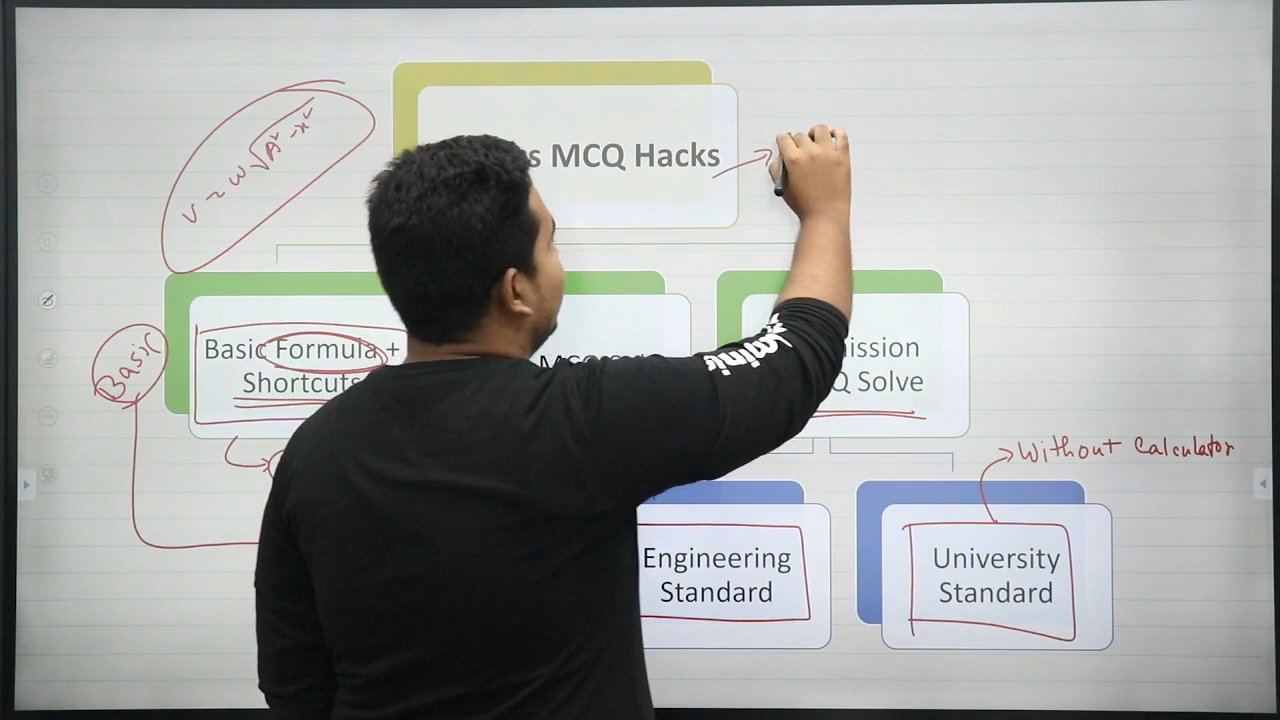 s MCQ Hacks
V = ω√A² - x²
Basic
Basic Formula +
Shortcuts
ission
Q Solve
Without Calculator
Engineering
Standard
University
Standard